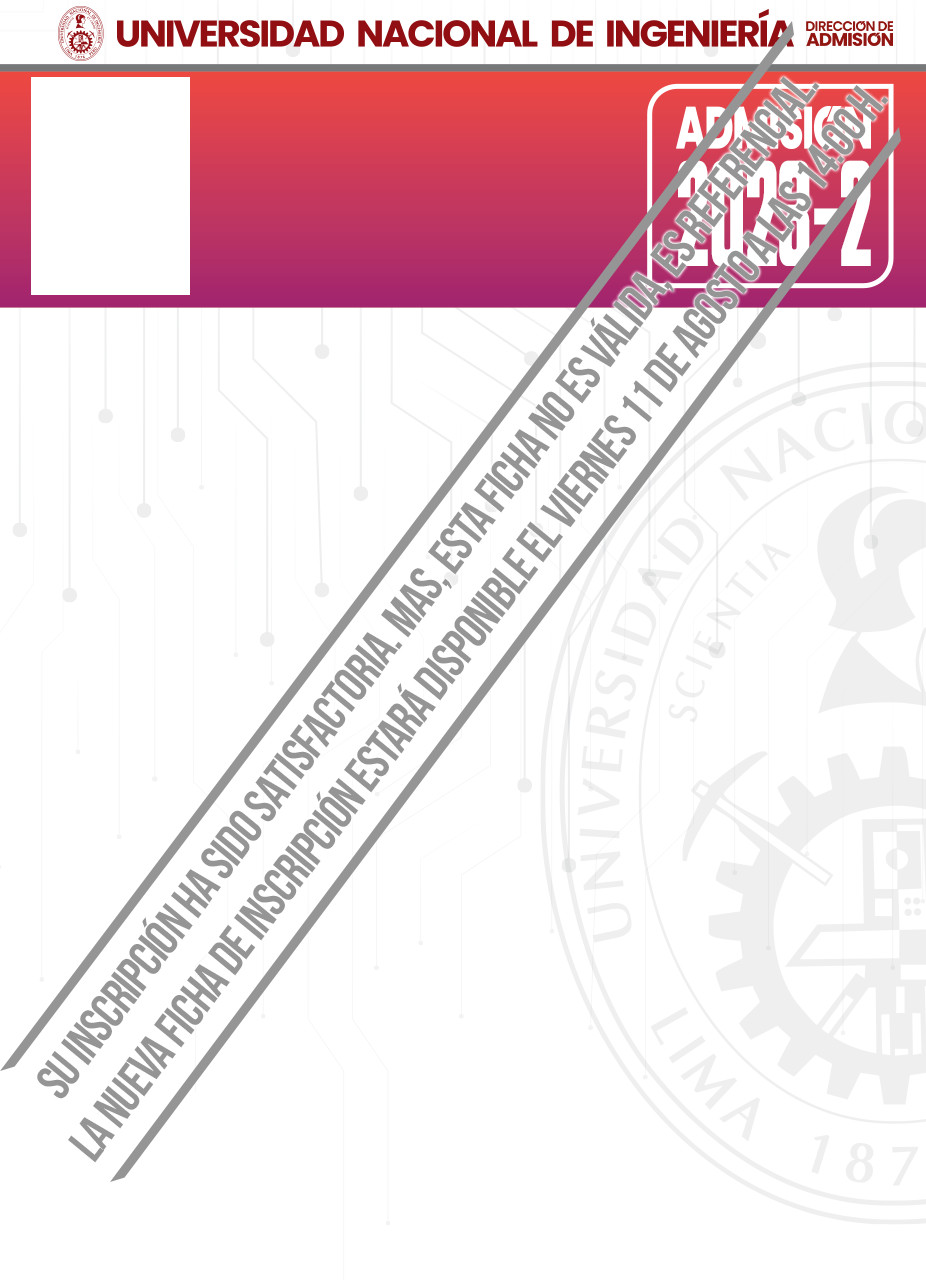 UNIVERSIDAD NACIONAL DE INGENIERÍA
DIRECCIÓN DE
ADMISIÓN
ADMISIÓN
2023-2
SU INSCRIPCIÓN HA SIDO SATISFACTORIA. MAS, ESTA FICHA NO ES VÁLIDA, ES REFERENCIAL.
LA NUEVA FICHA DE INSCRIPCIÓN ESTARÁ DISPONIBLE EL VIERNES 11 DE AGOSTO A LAS 14:00 H.
UNIVERSIDAD NACIO
SCIENTIA
LIMA 187